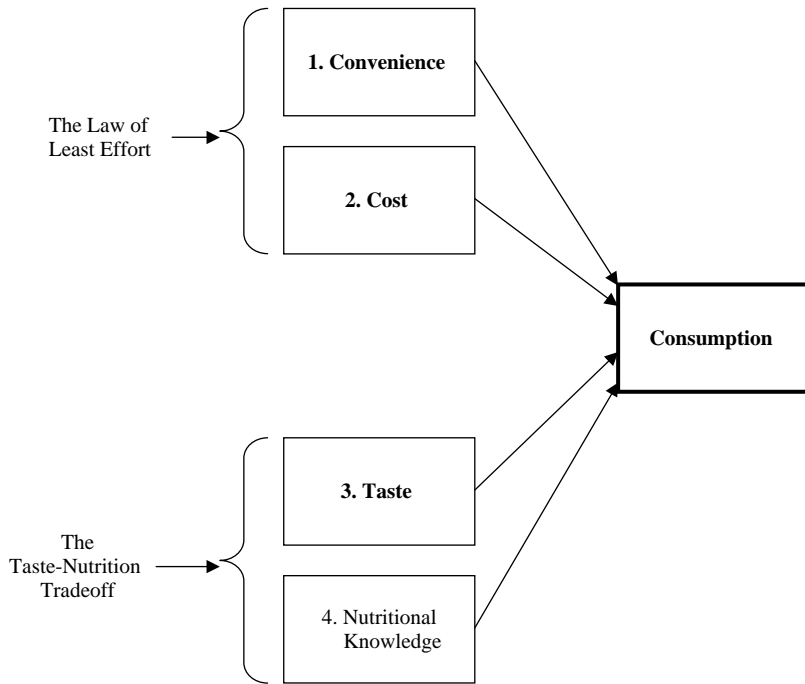 1. Convenience
The Law of
Least Effort
2. Cost
Consumption
3. Taste
The
Taste-Nutrition
Tradeoff
4. Nutritional
Knowledge